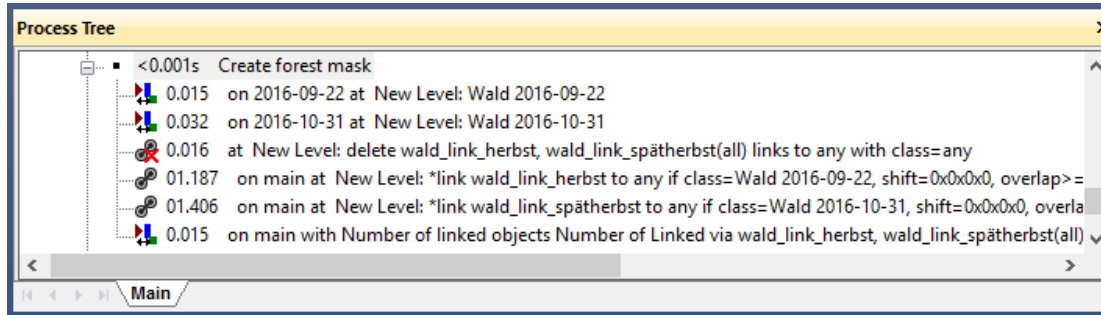 Process Tree
<0.001s Create forest mask
0.015 on 2016-09-22 at New Level: Wald 2016-09-22
0.032 on 2016-10-31 at New Level: Wald 2016-10-31
0.016 at New Level: delete wald_link_herbst, wald_link_spätherbst(all) links to any with class=any
01.187 on main at New Level: *link wald_link_herbst to any if class=Wald 2016-09-22, shift=0x0x0x0, overlap>=
01.406 on main at New Level: *link wald_link_spätherbst to any if class=Wald 2016-10-31, shift=0x0x0x0, overla
0.015 on main with Number of linked objects Number of Linked via wald_link_herbst, wald_link_spätherbst(all)
Main